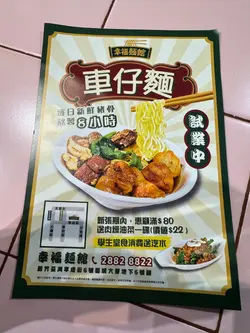 幸福麵館
車仔麵
每日新鮮豬骨
熬製8小時
試業中
新張期內,惠顧滿$80
送肉燥油菜一碟(價值$22)
學生堂食消費送汽水
幸福麵館 2882 8822